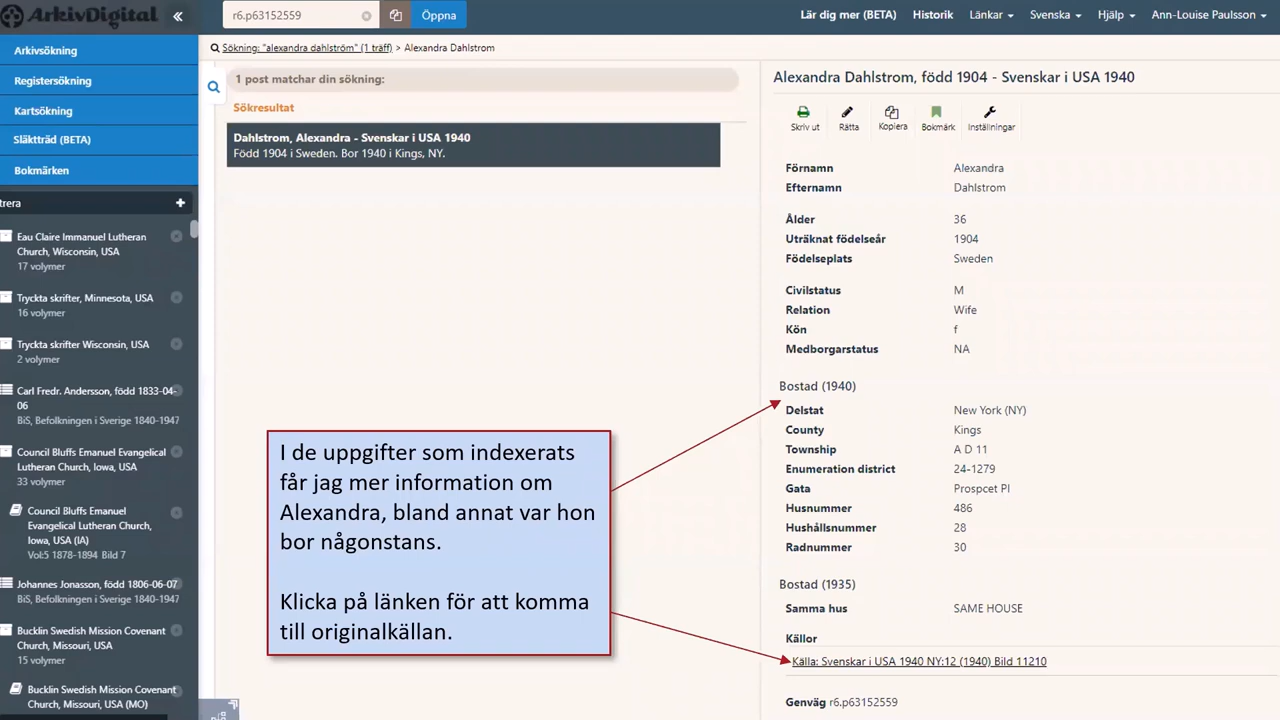 ArkivDigital
r6.p63152559
Öppna
Lär dig mer (BETA) Historik Länkar Svenska Hjälp Ann-Louise Paulsson
Arkivsökning
Registersökning
Kartsökning
Släktträd (BETA)
Bokmärken
trera
Eau Claire Immanuel Lutheran
Church, Wisconsin, USA
17 volymer
Tryckta skrifter, Minnesota, USA
16 volymer
Tryckta skrifter Wisconsin, USA
2 volymer
Carl Fredr. Andersson, född 1833-04-
06
BiS, Befolkningen i Sverige 1840-1947
Council Bluffs Emanuel Evangelical
Lutheran Church, Iowa, USA
33 volymer
Council Bluffs Emanuel
Evangelical Lutheran Church,
Iowa, USA (IA)
Vol:5 1878-1894 Bild 7
Johannes Jonasson, född 1806-06-07
BiS, Befolkningen i Sverige 1840-1947
Bucklin Swedish Mission Covenant
Church, Missouri, USA
15 volymer
Bucklin Swedish Mission Covenant
Church, Missouri, USA (MO)
Sökning: "alexandra dahlström" (1 träff) > Alexandra Dahlstrom
1 post matchar din sökning:
Sökresultat
Dahlstrom, Alexandra - Svenskar i USA 1940
Född 1904 i Sweden. Bor 1940 i Kings, NY.
I de uppgifter som indexerats
får jag mer information om
Alexandra, bland annat var hon
bor någonstans.
Klicka på länken för att komma
till originalkällan.
Alexandra Dahlstrom, född 1904 - Svenskar i USA 1940
Skriv ut Rätta Kopiera Bokmärk Inställningar
Förnamn Alexandra
Efternamn Dahlstrom
Ålder 36
Uträknat födelseår 1904
Födelseplats Sweden
Civilstatus M
Relation Wife
Kön f
Medborgarstatus NA
Bostad (1940)
Delstat New York (NY)
County Kings
Township A D 11
Enumeration district 24-1279
Gata Prospcet Pl
Husnummer 486
Hushållsnummer 28
Radnummer 30
Bostad (1935)
Samma hus SAME HOUSE
Källor
Källa: Svenskar i USA 1940 NY:12 (1940) Bild 11210
Genväg r6.p63152559